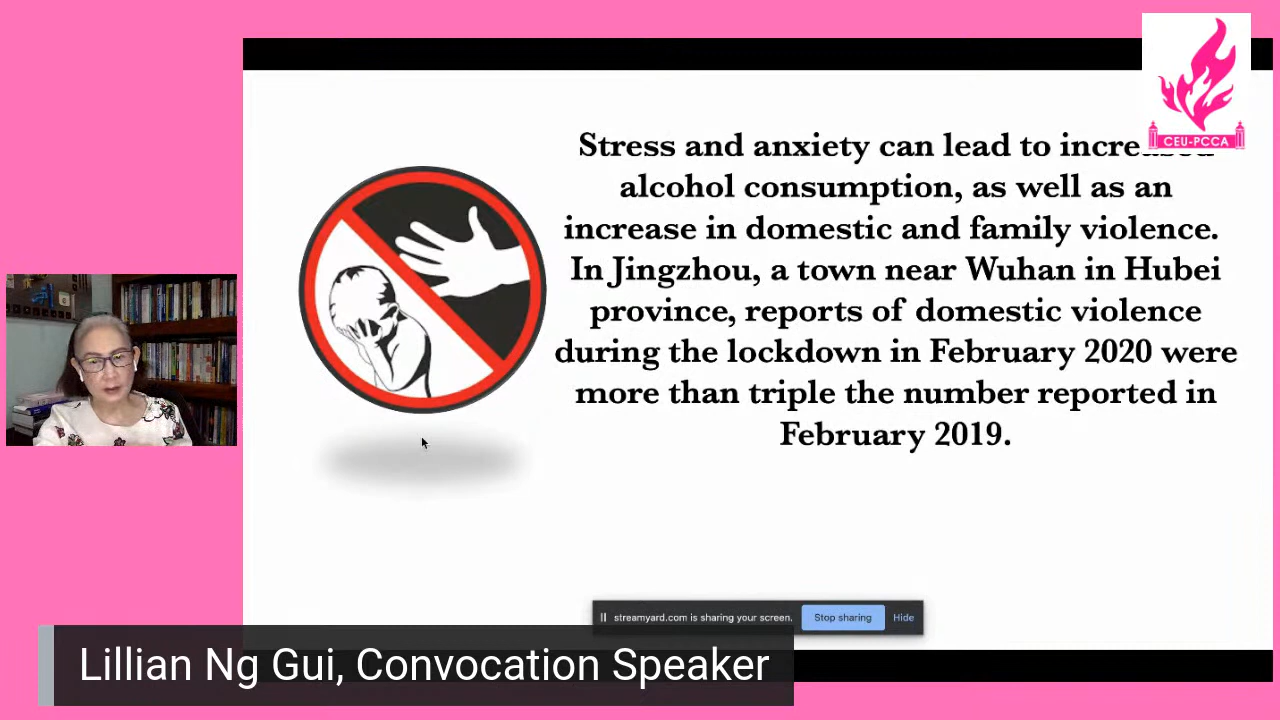 CEU-PCCA
Stress and anxiety can lead to increased
alcohol consumption, as well as an
increase in domestic and family violence.
In Jingzhou, a town near Wuhan in Hubei
province, reports of domestic violence
during the lockdown in February 2020 were
more than triple the number reported in
February 2019.
streamyard.com is sharing your screen.
Stop sharing
Hide
Lillian Ng Gui, Convocation Speaker